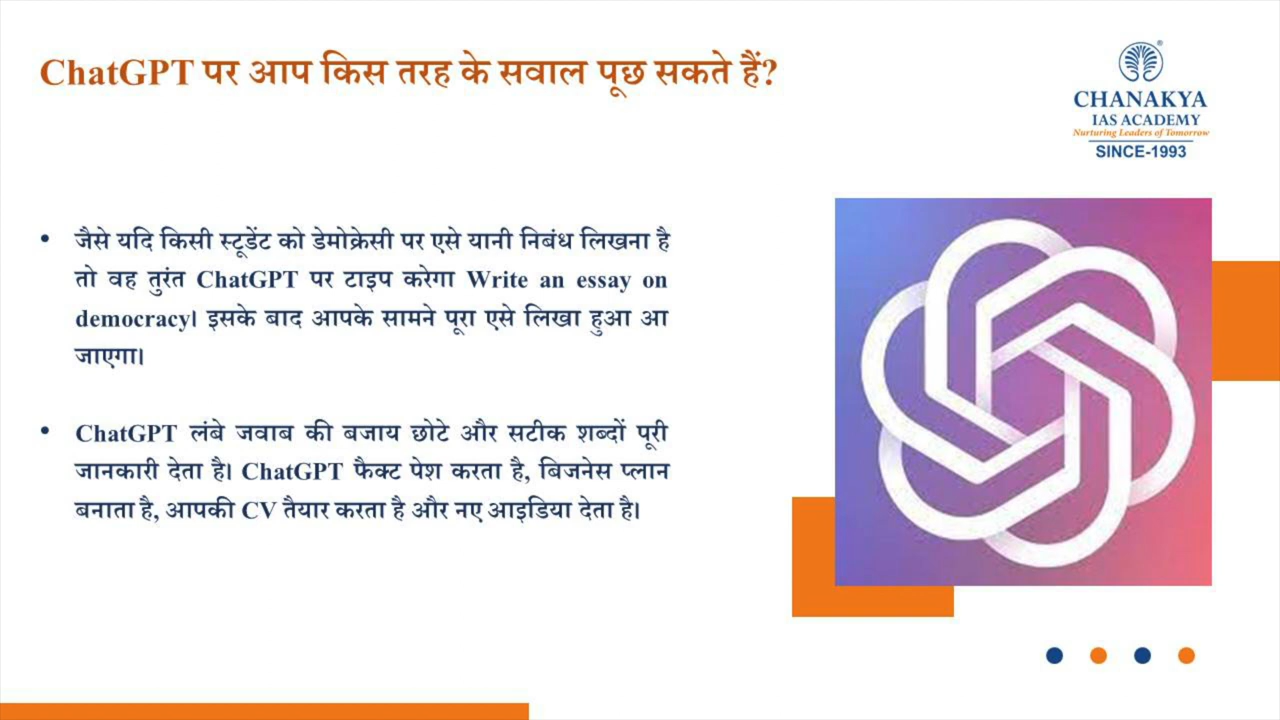 ChatGPT पर आप किस तरह के सवाल पूछ सकते हैं?
CHANAKYA
IAS ACADEMY
Nurturing Leaders of Tomorrow
SINCE-1993
• जैसे यदि किसी स्टूडेंट को डेमोक्रेसी पर एसे यानी निबंध लिखना है
तो वह तुरंत ChatGPT पर टाइप करेगा Write an essay on
democracy। इसके बाद आपके सामने पूरा एसे लिखा हुआ आ
जाएगा।
• ChatGPT लंबे जवाब की बजाय छोटे और सटीक शब्दों पूरी
जानकारी देता है। ChatGPT फैक्ट पेश करता है, बिजनेस प्लान
बनाता है, आपकी CV तैयार करता है और नए आइडिया देता है।